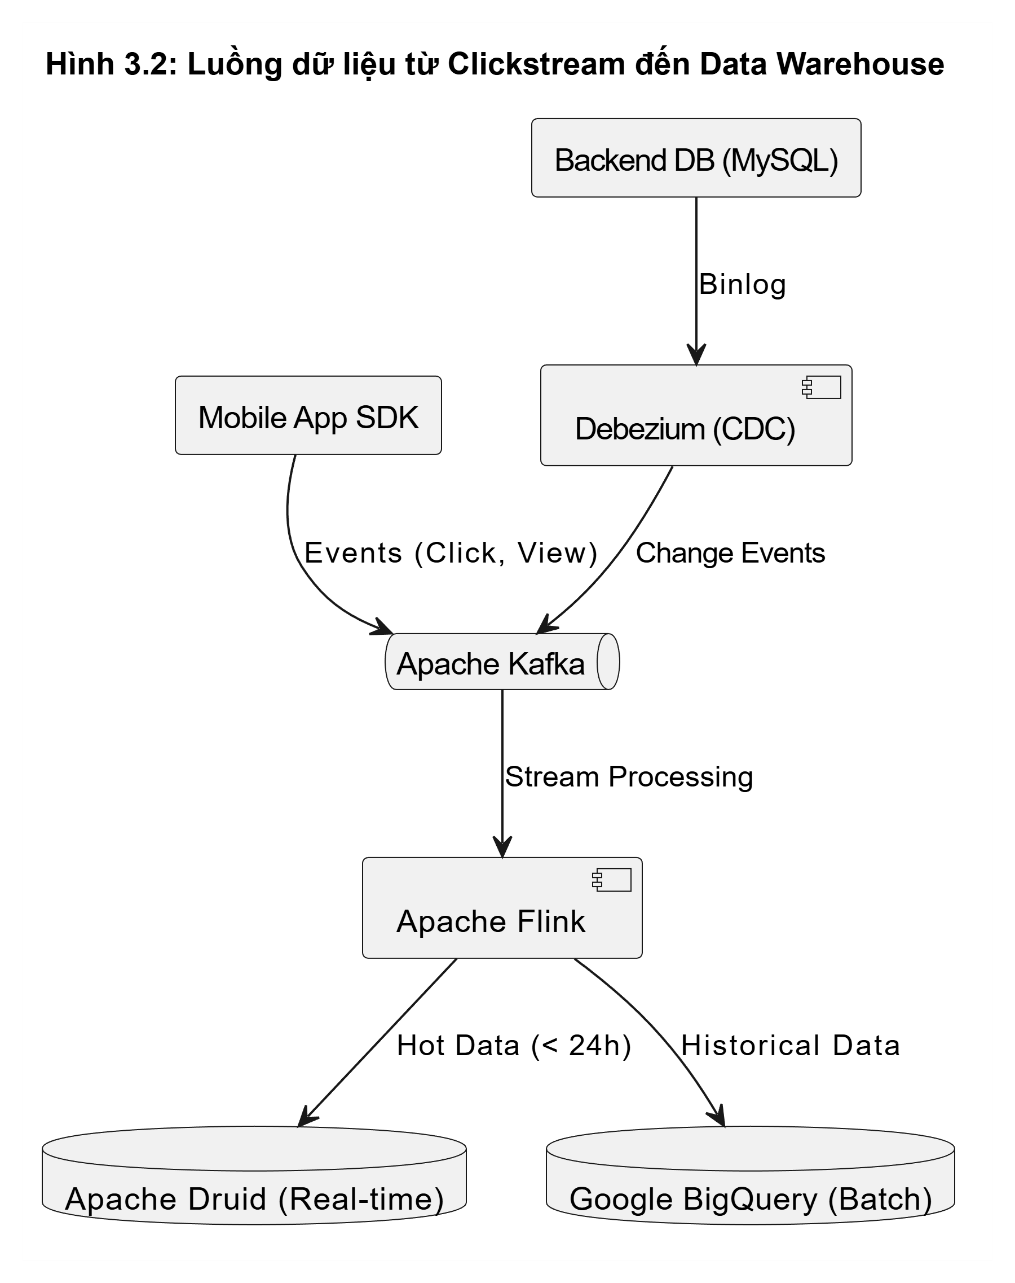 Hình 3.2: Luồng dữ liệu từ Clickstream đến Data Warehouse
Backend DB (MySQL)
Binlog
Mobile App SDK
Debezium (CDC)
Events (Click, View)
Change Events
Apache Kafka
Stream Processing
Apache Flink
Hot Data (< 24h)
Historical Data
Apache Druid (Real-time)
Google BigQuery (Batch)